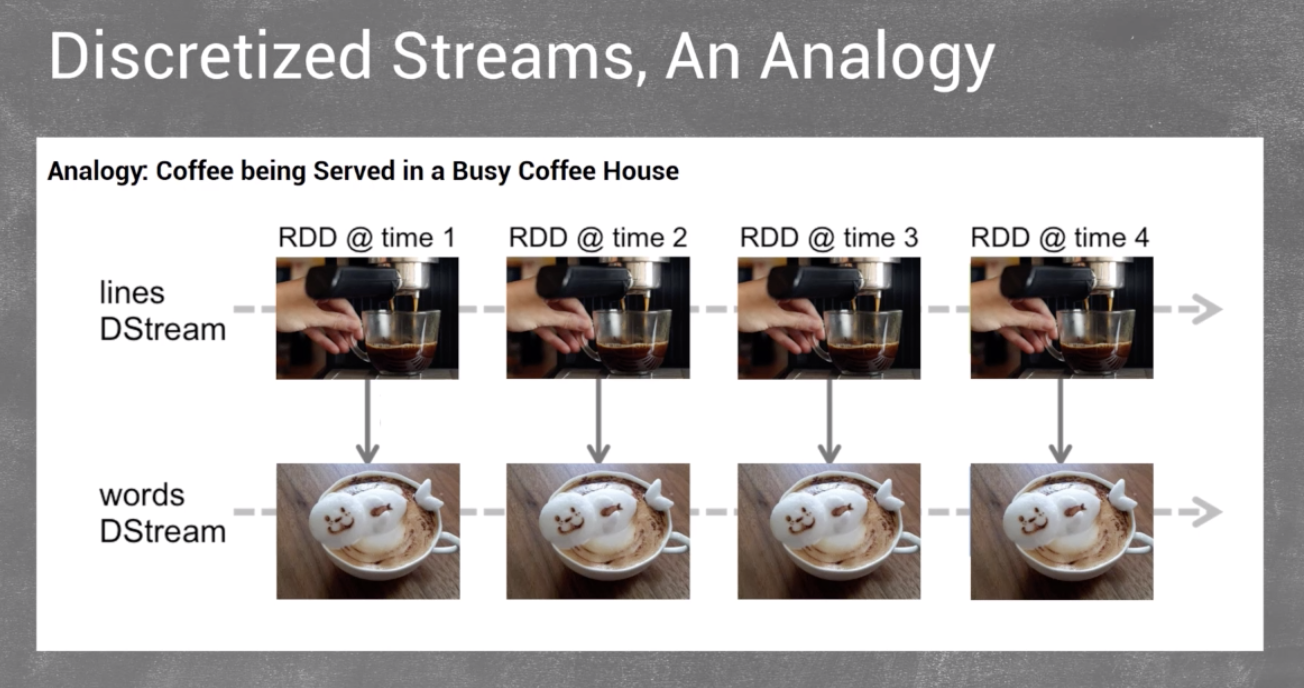 Discretized Streams, An Analogy
Analogy: Coffee being Served in a Busy Coffee House
RDD @ time 1
RDD @ time 2
RDD @ time 3
RDD @ time 4
lines
DStream
words
DStream